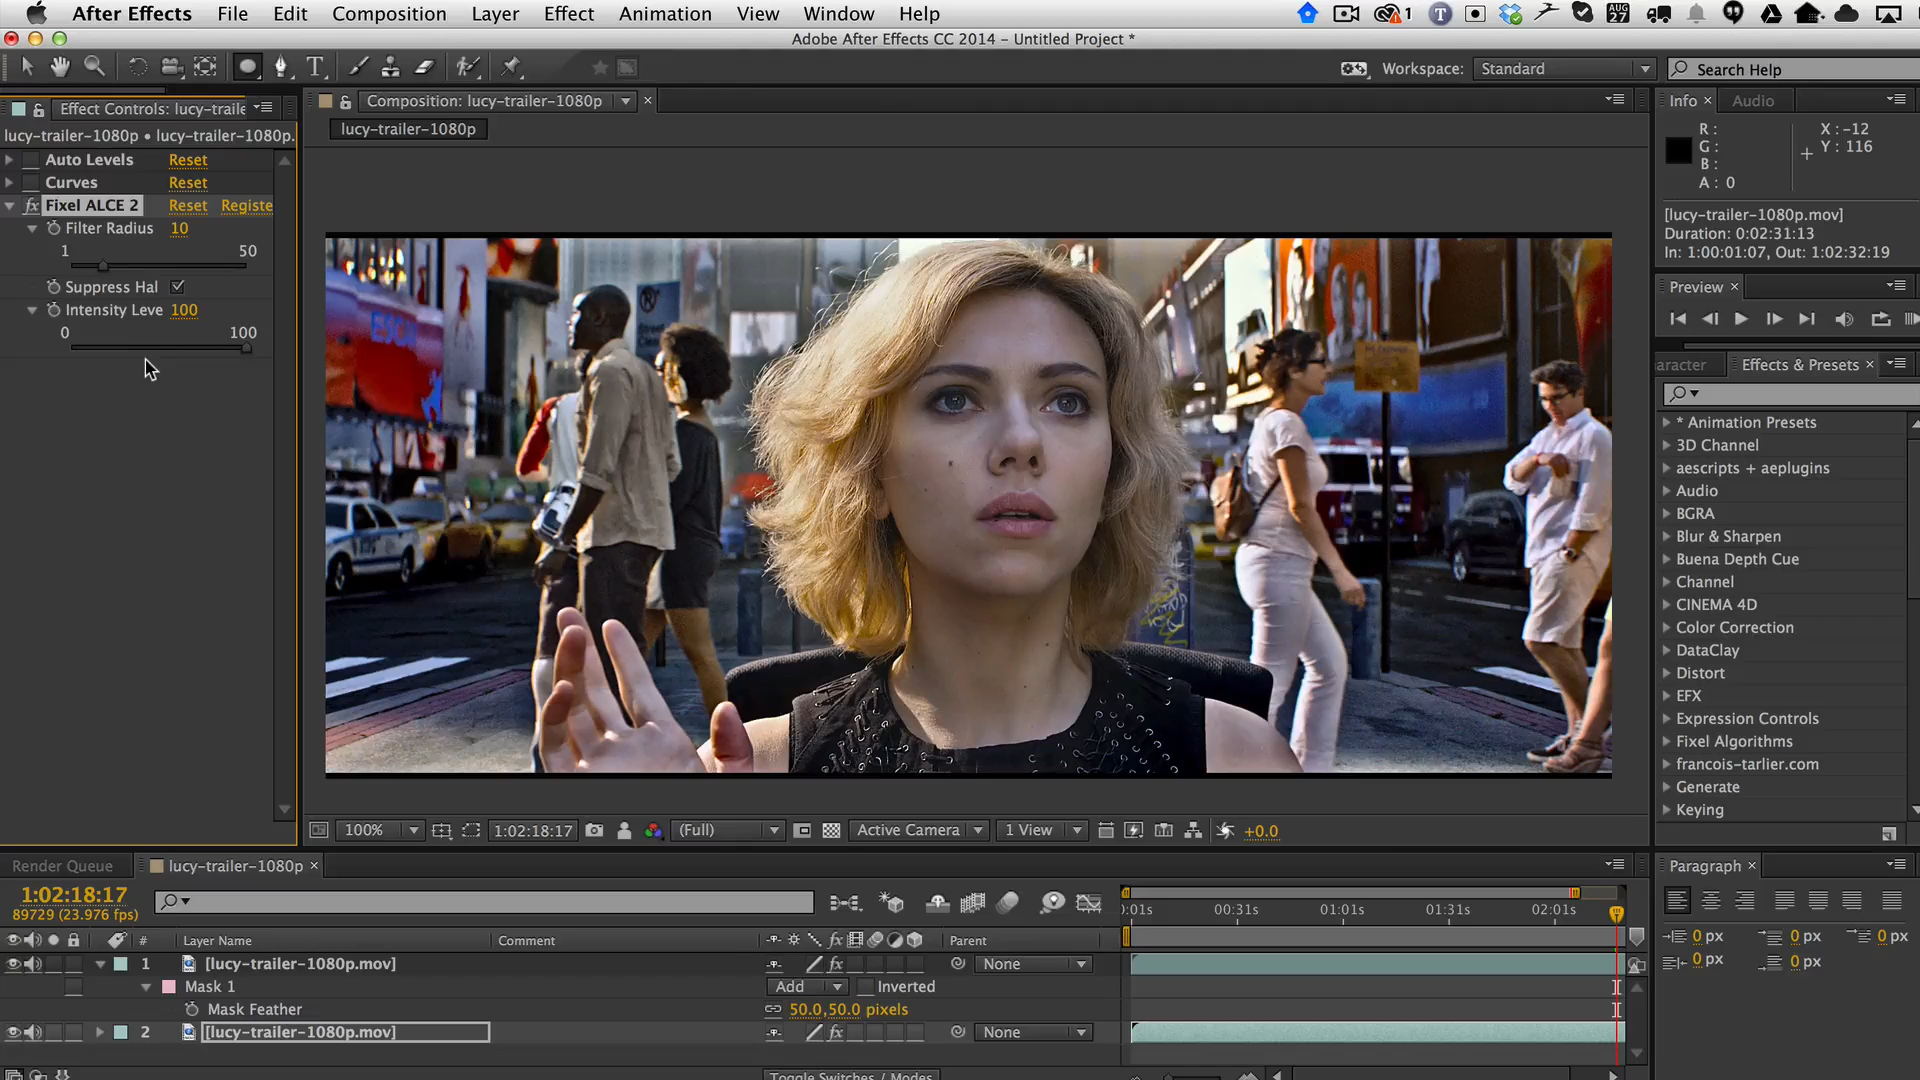 After Effects File Edit Composition Layer Effect Animation View Window Help
1 T AUG 27
Adobe After Effects CC 2014 – Untitled Project *
Workspace: Standard Search Help
Effect Controls: lucy-traile
Composition: lucy-trailer-1080p
Info Audio
lucy-trailer-1080p • lucy-trailer-1080p.
lucy-trailer-1080p
Auto Levels Reset
Curves Reset
fx Fixel ALCE 2 Reset Registe
Filter Radius 10
1 50
Suppress Hal
Intensity Leve 100
0 100
R :
G :
B :
A : 0
X : -12
Y : 116
[lucy-trailer-1080p.mov]
Duration: 0:02:31:13
In: 1:00:01:07, Out: 1:02:32:19
Preview
aracter Effects & Presets
* Animation Presets
3D Channel
aescripts + aeplugins
Audio
BGRA
Blur & Sharpen
Buena Depth Cue
Channel
CINEMA 4D
Color Correction
DataClay
Distort
EFX
Expression Controls
Fixel Algorithms
francois-tarlier.com
Generate
Keying
100% 1:02:18:17 (Full) Active Camera 1 View +0.0
Render Queue lucy-trailer-1080p
Paragraph
1:02:18:17
89729 (23.976 fps)
:01s 00:31s 01:01s 01:31s 02:01s
0 px 0 px 0 px
0 px 0 px
# Layer Name Comment fx Parent
1 [lucy-trailer-1080p.mov] fx None
Mask 1 Add Inverted
Mask Feather 50.0,50.0 pixels
2 [lucy-trailer-1080p.mov] fx None
Toggle Switches / Modes